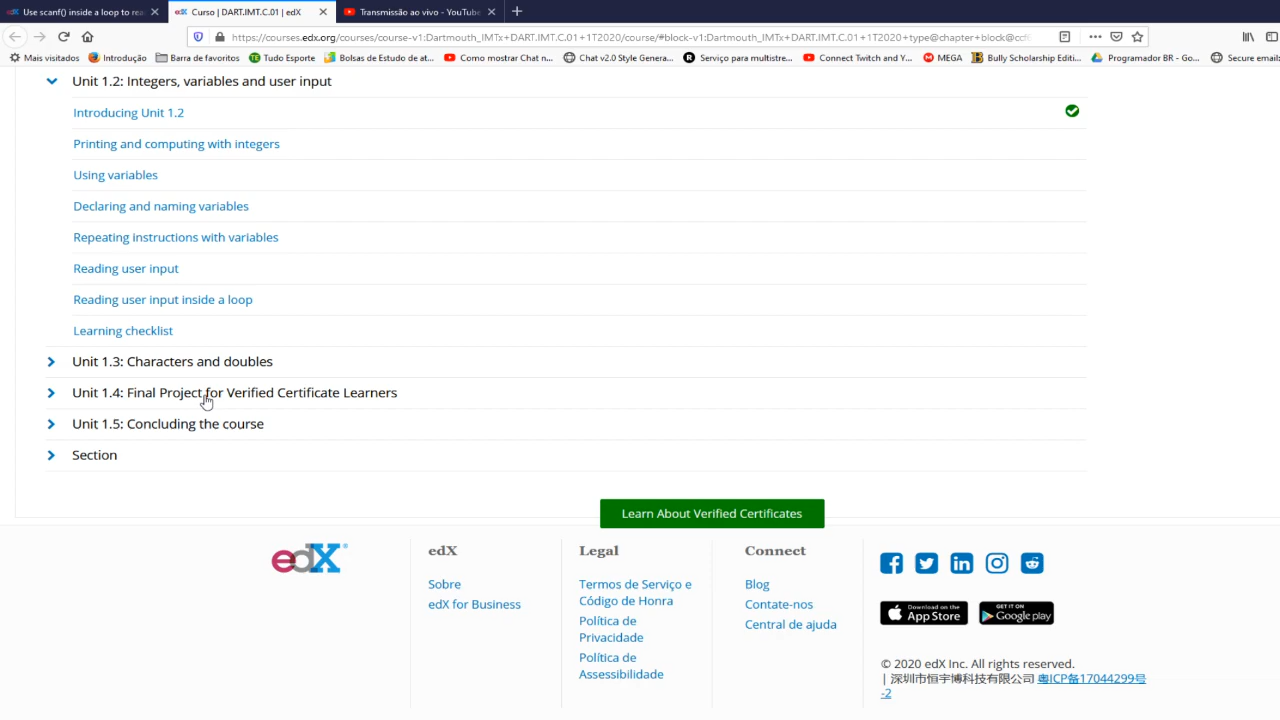 Use scanf() inside a loop to rea
Curso | DART.IMT.C.01 | edX
Transmissão ao vivo - YouTube
https://courses.edx.org/courses/course-v1:Dartmouth_IMTx+DART.IMT.C.01+1T2020/course/#block-v1:Dartmouth_IMTx+DART.IMT.C.01+1T2020+type@chapter+block@ccf
Mais visitados Introdução Barra de favoritos Tudo Esporte Bolsas de Estudo de at... Como mostrar Chat n... Chat v2.0 Style Genera... Serviço para multistre... Connect Twitch and Y... MEGA Bully Scholarship Editi... Programador BR - Go... Secure emails
Unit 1.2: Integers, variables and user input
Introducing Unit 1.2
Printing and computing with integers
Using variables
Declaring and naming variables
Repeating instructions with variables
Reading user input
Reading user input inside a loop
Learning checklist
Unit 1.3: Characters and doubles
Unit 1.4: Final Project for Verified Certificate Learners
Unit 1.5: Concluding the course
Section
Learn About Verified Certificates
edX
edX
Sobre
edX for Business
Legal
Termos de Serviço e
Código de Honra
Política de
Privacidade
Política de
Acessibilidade
Connect
Blog
Contate-nos
Central de ajuda
Download on the
App Store
GET IT ON
Google play
© 2020 edX Inc. All rights reserved.
| 深圳市恒宇博科技有限公司 粤ICP备17044299号
-2